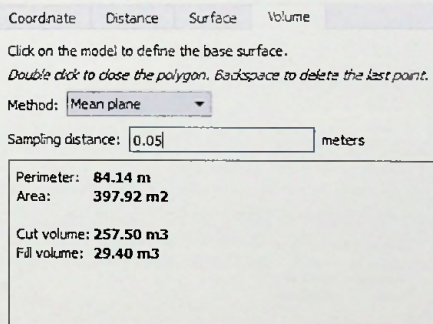 Coordinate Distance Surface Volume
Click on the model to define the base surface.
Double click to close the polygon. Backspace to delete the last point.
Method: Mean plane
Sampling distance: 0.05 meters
Perimeter: 84.14 m
Area: 397.92 m2
Cut volume: 257.50 m3
Fill volume: 29.40 m3